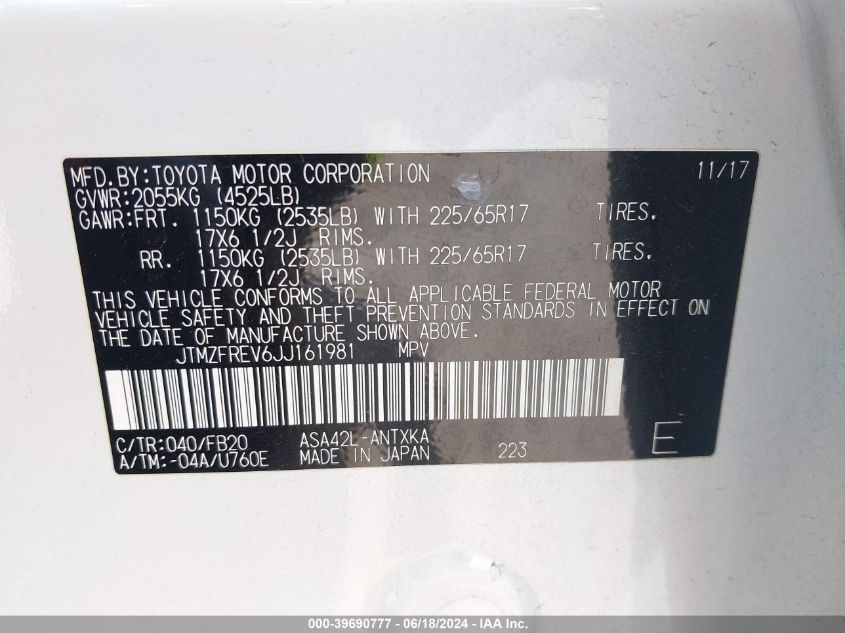 MFD.BY:TOYOTA MOTOR CORPORATION 11/17
GVWR:2055KG (4525LB)
GAWR:FRT. 1150KG (2535LB) WITH 225/65R17 TIRES.
17X6 1/2J RIMS.
RR. 1150KG (2535LB) WITH 225/65R17 TIRES.
17X6 1/2J RIMS.
THIS VEHICLE CONFORMS TO ALL APPLICABLE FEDERAL MOTOR
VEHICLE SAFETY AND THEFT PREVENTION STANDARDS IN EFFECT ON
THE DATE OF MANUFACTURE SHOWN ABOVE.
JTMZFREV6JJ161981 MPV
C/TR:040/FB20 ASA42L-ANTXKA E
A/TM:-04A/U760E MADE IN JAPAN 223
000-39690777 - 06/18/2024 - IAA Inc.